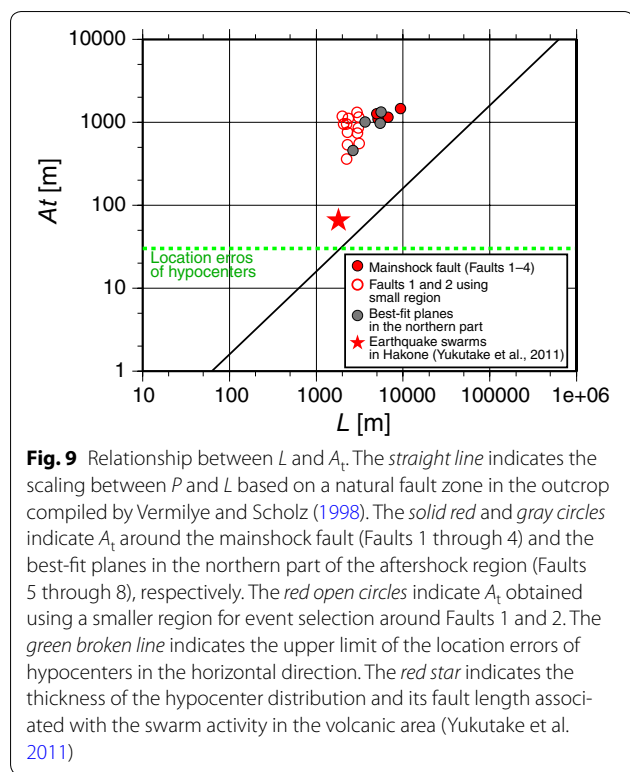 10000
1000
100
10
1
At [m]
Location erros
of hypocenters
Mainshock fault (Faults 1–4)
Faults 1 and 2 using
small region
Best-fit planes
in the northern part
Earthquake swarms
in Hakone (Yukutake et al., 2011)
10 100 1000 10000 100000 1e+06
L [m]
Fig. 9 Relationship between L and At. The straight line indicates the
scaling between P and L based on a natural fault zone in the outcrop
compiled by Vermilye and Scholz (1998). The solid red and gray circles
indicate At around the mainshock fault (Faults 1 through 4) and the
best-fit planes in the northern part of the aftershock region (Faults
5 through 8), respectively. The red open circles indicate At obtained
using a smaller region for event selection around Faults 1 and 2. The
green broken line indicates the upper limit of the location errors of
hypocenters in the horizontal direction. The red star indicates the
thickness of the hypocenter distribution and its fault length associ-
ated with the swarm activity in the volcanic area (Yukutake et al.
2011)